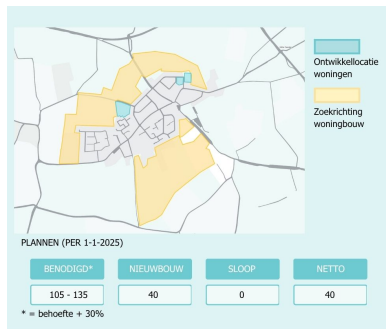 Ontwikkellocatie
woningen
Zoekrichting
woningbouw
PLANNEN (PER 1-1-2025)
BENODIGD* NIEUWBOUW SLOOP NETTO
105 - 135 40 0 40
* = behoefte + 30%